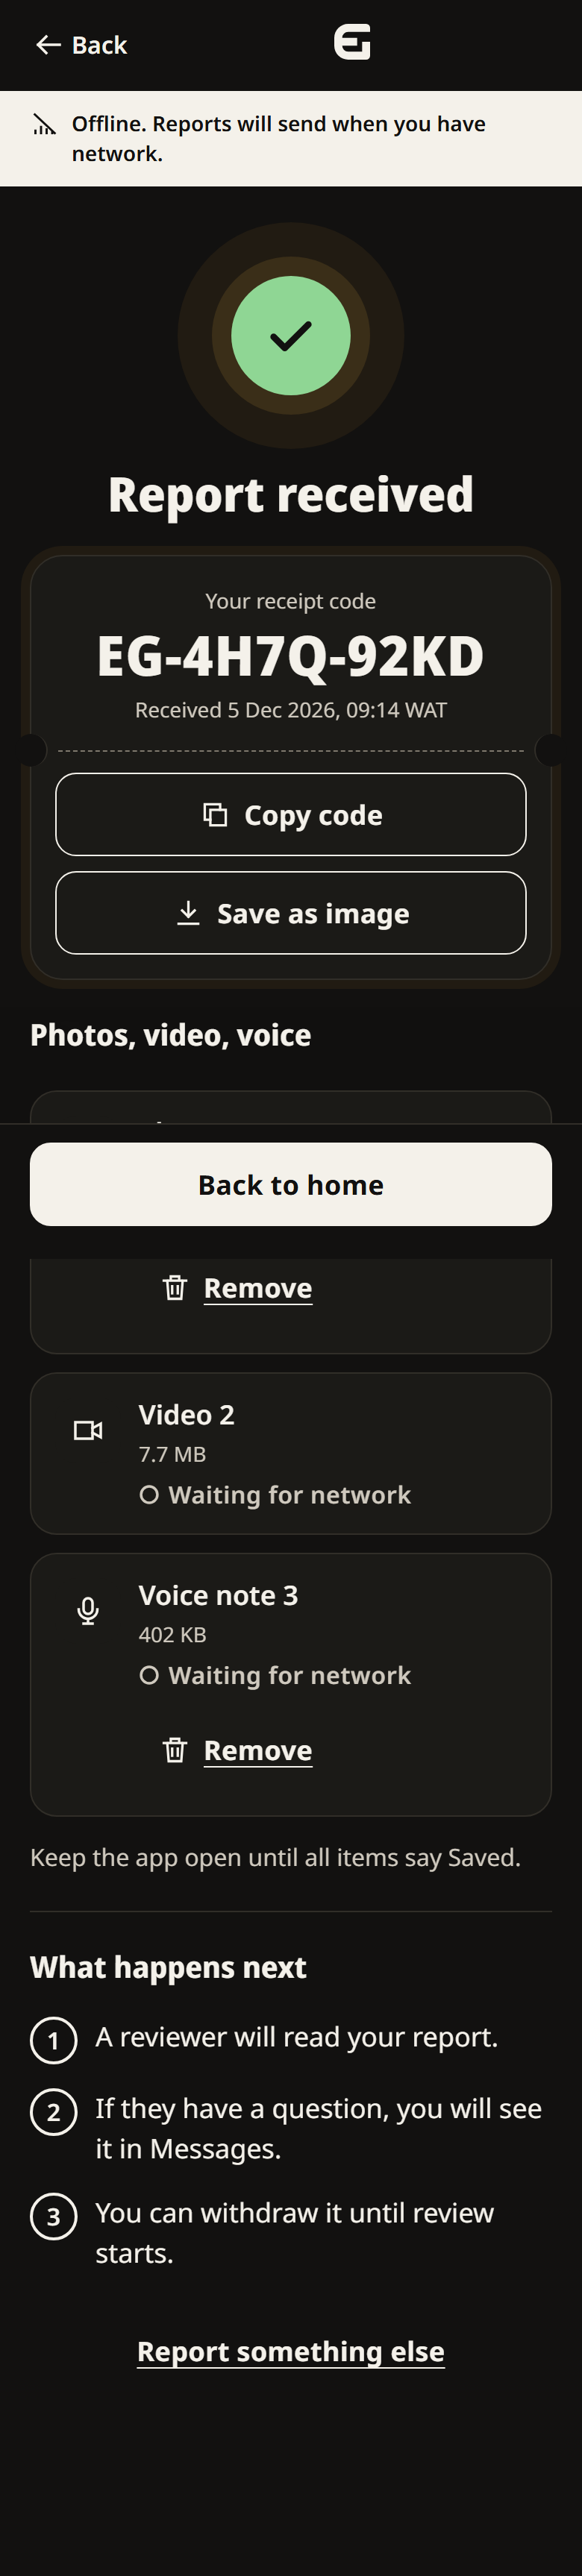 Back
Offline. Reports will send when you have
network.
Report received
Your receipt code
EG-4H7Q-92KD
Received 5 Dec 2026, 09:14 WAT
Copy code
Save as image
Photos, video, voice
Back to home
Remove
Video 2
7.7 MB
Waiting for network
Voice note 3
402 KB
Waiting for network
Remove
Keep the app open until all items say Saved.
What happens next
1 A reviewer will read your report.
2 If they have a question, you will see
it in Messages.
3 You can withdraw it until review
starts.
Report something else